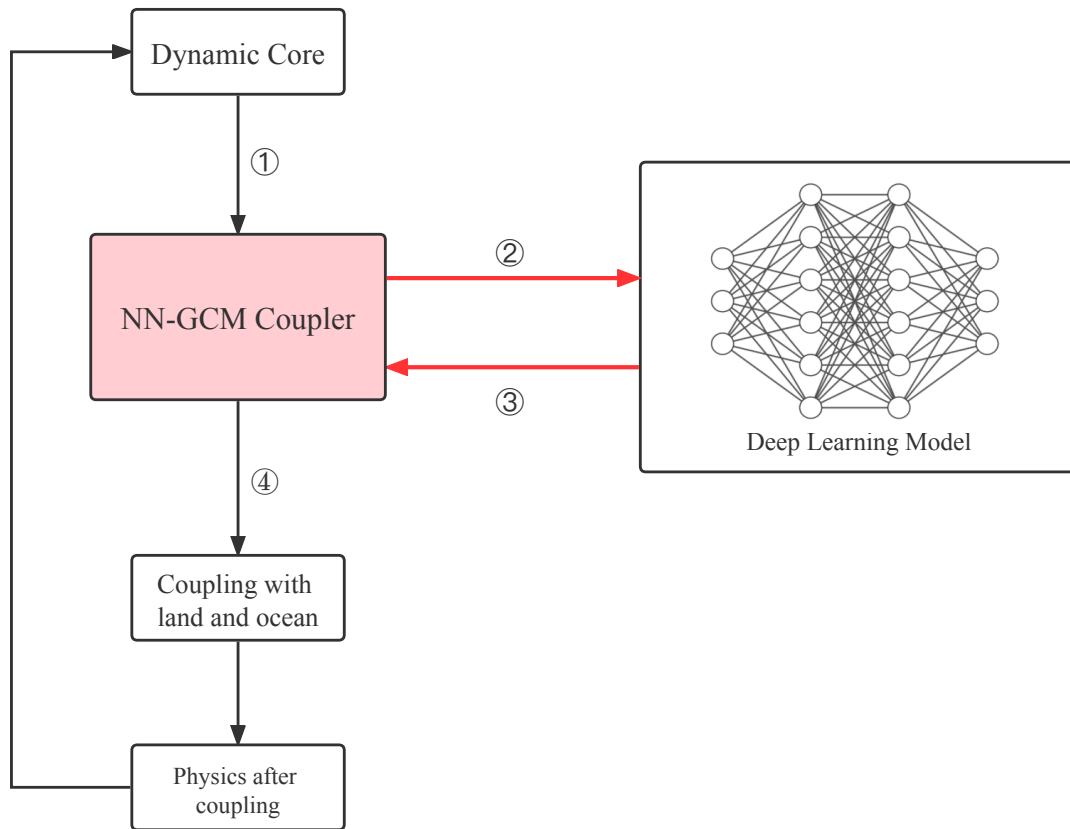 Dynamic Core
①
NN-GCM Coupler
②
③
Deep Learning Model
④
Coupling with
land and ocean
Physics after
coupling